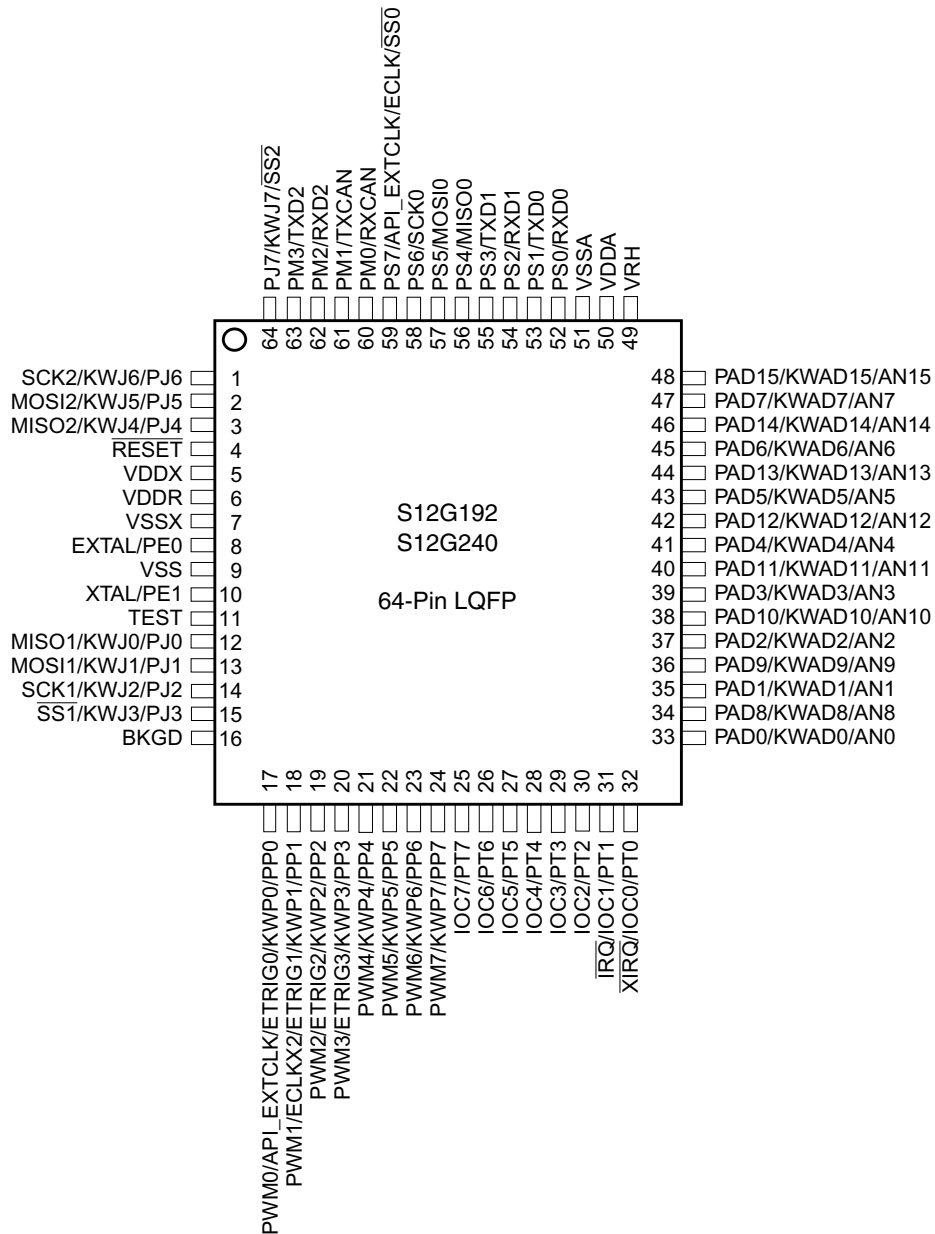 PJ7/KWJ7/SS2
PM3/TXD2
PM2/RXD2
PM1/TXCAN
PM0/RXCAN
PS7/API_EXTCLK/ECLK/SS0
PS6/SCK0
PS5/MOSI0
PS4/MISO0
PS3/TXD1
PS2/RXD1
PS1/TXD0
PS0/RXD0
VSSA
VDDA
VRH
64
63
62
61
60
59
58
57
56
55
54
53
52
51
50
49
SCK2/KWJ6/PJ6 1
MOSI2/KWJ5/PJ5 2
MISO2/KWJ4/PJ4 3
RESET 4
VDDX 5
VDDR 6
VSSX 7
EXTAL/PE0 8
VSS 9
XTAL/PE1 10
TEST 11
MISO1/KWJ0/PJ0 12
MOSI1/KWJ1/PJ1 13
SCK1/KWJ2/PJ2 14
SS1/KWJ3/PJ3 15
BKGD 16
S12G192
S12G240
64-Pin LQFP
48 PAD15/KWAD15/AN15
47 PAD7/KWAD7/AN7
46 PAD14/KWAD14/AN14
45 PAD6/KWAD6/AN6
44 PAD13/KWAD13/AN13
43 PAD5/KWAD5/AN5
42 PAD12/KWAD12/AN12
41 PAD4/KWAD4/AN4
40 PAD11/KWAD11/AN11
39 PAD3/KWAD3/AN3
38 PAD10/KWAD10/AN10
37 PAD2/KWAD2/AN2
36 PAD9/KWAD9/AN9
35 PAD1/KWAD1/AN1
34 PAD8/KWAD8/AN8
33 PAD0/KWAD0/AN0
17
18
19
20
21
22
23
24
25
26
27
28
29
30
31
32
PWM0/API_EXTCLK/ETRIG0/KWP0/PP0
PWM1/ECLKX2/ETRIG1/KWP1/PP1
PWM2/ETRIG2/KWP2/PP2
PWM3/ETRIG3/KWP3/PP3
PWM4/KWP4/PP4
PWM5/KWP5/PP5
PWM6/KWP6/PP6
PWM7/KWP7/PP7
IOC7/PT7
IOC6/PT6
IOC5/PT5
IOC4/PT4
IOC3/PT3
IOC2/PT2
IRQ/IOC1/PT1
XIRQ/IOC0/PT0